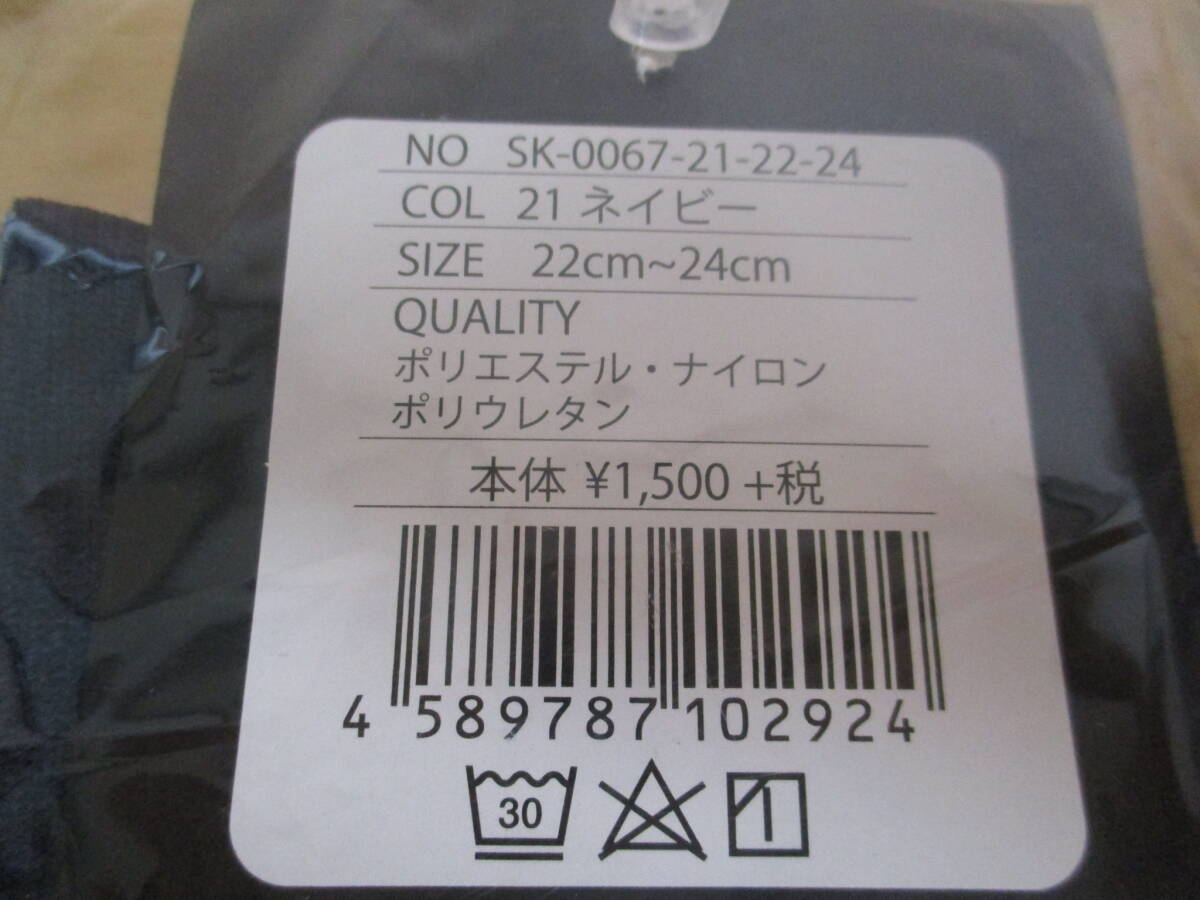 NO SK-0067-21-22-24
COL 21 ネイビー
SIZE 22cm~24cm
QUALITY
ポリエステル・ナイロン
ポリウレタン
本体 ¥1,500 +税
4 589787 102924
30